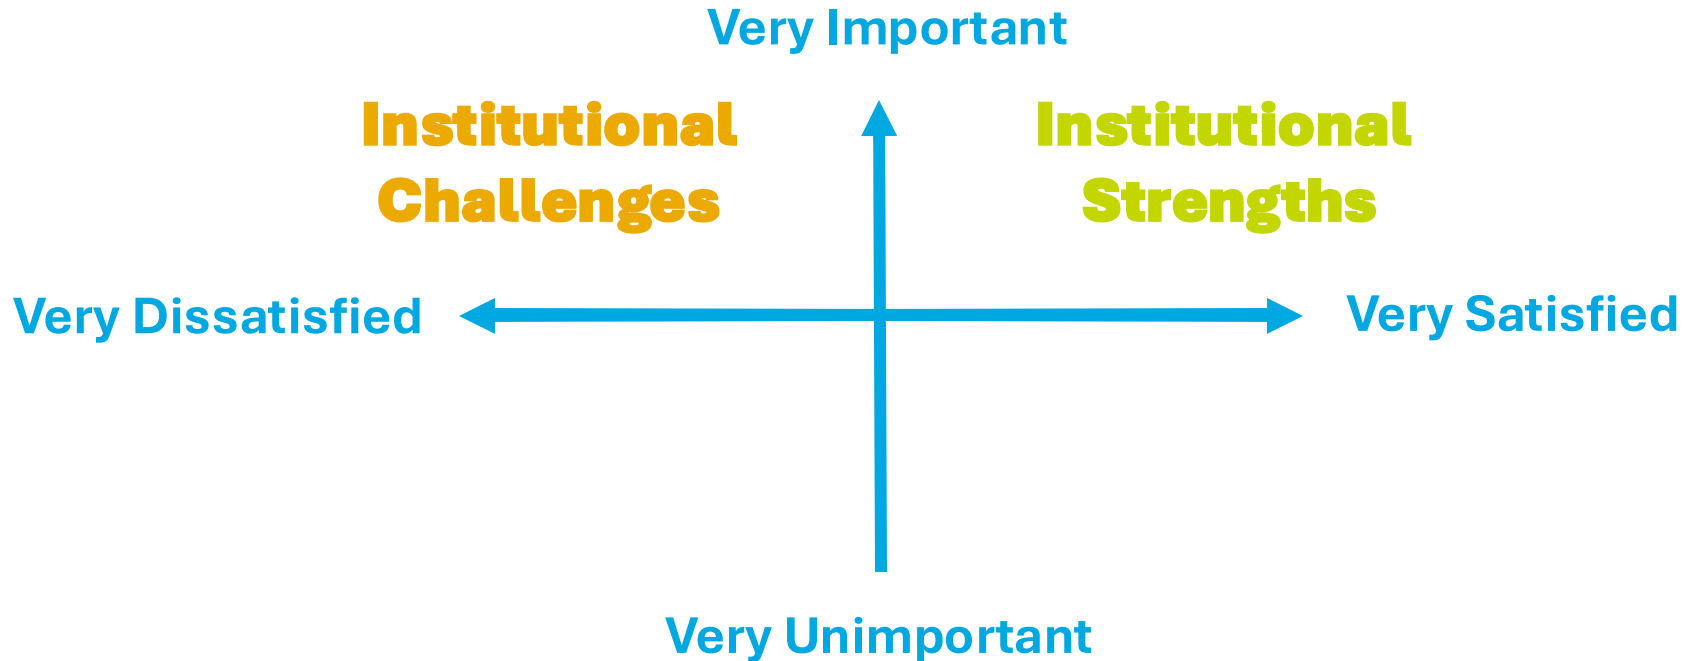 Very Important
Institutional
Challenges
Institutional
Strengths
Very Dissatisfied
Very Satisfied
Very Unimportant